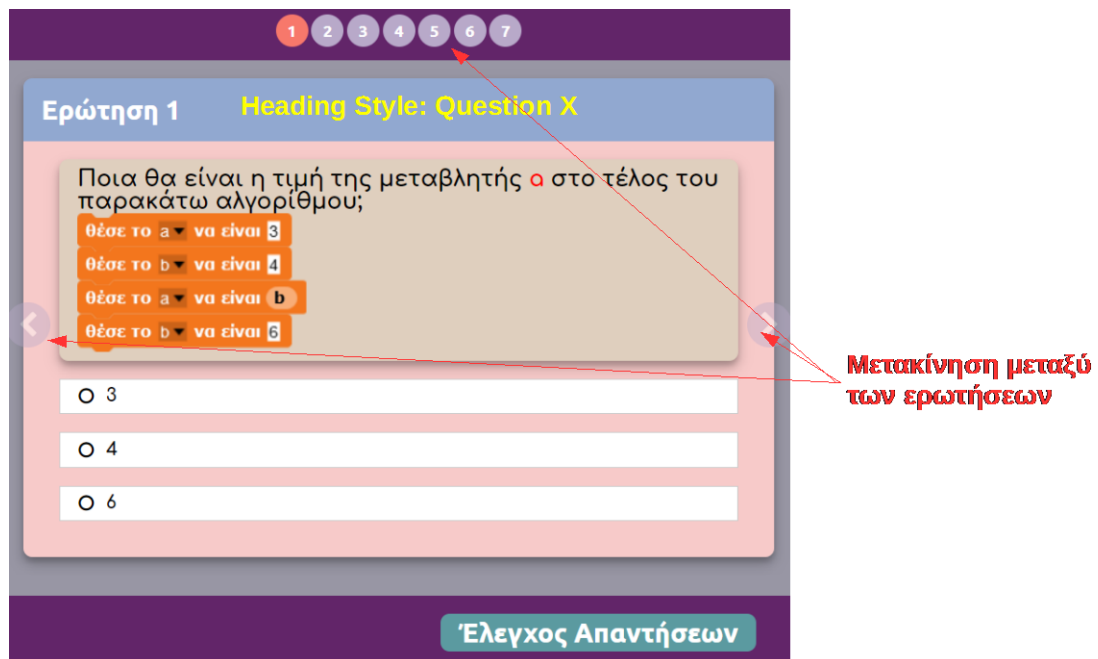 1 2 3 4 5 6 7
Ερώτηση 1
Heading Style: Question X
Ποια θα είναι η τιμή της μεταβλητής a στο τέλος του
παρακάτω αλγορίθμου;
θέσε το a να είναι 3
θέσε το b να είναι 4
θέσε το a να είναι b
θέσε το b να είναι 6
Μετακίνηση μεταξύ
των ερωτήσεων
3
4
6
Έλεγχος Απαντήσεων